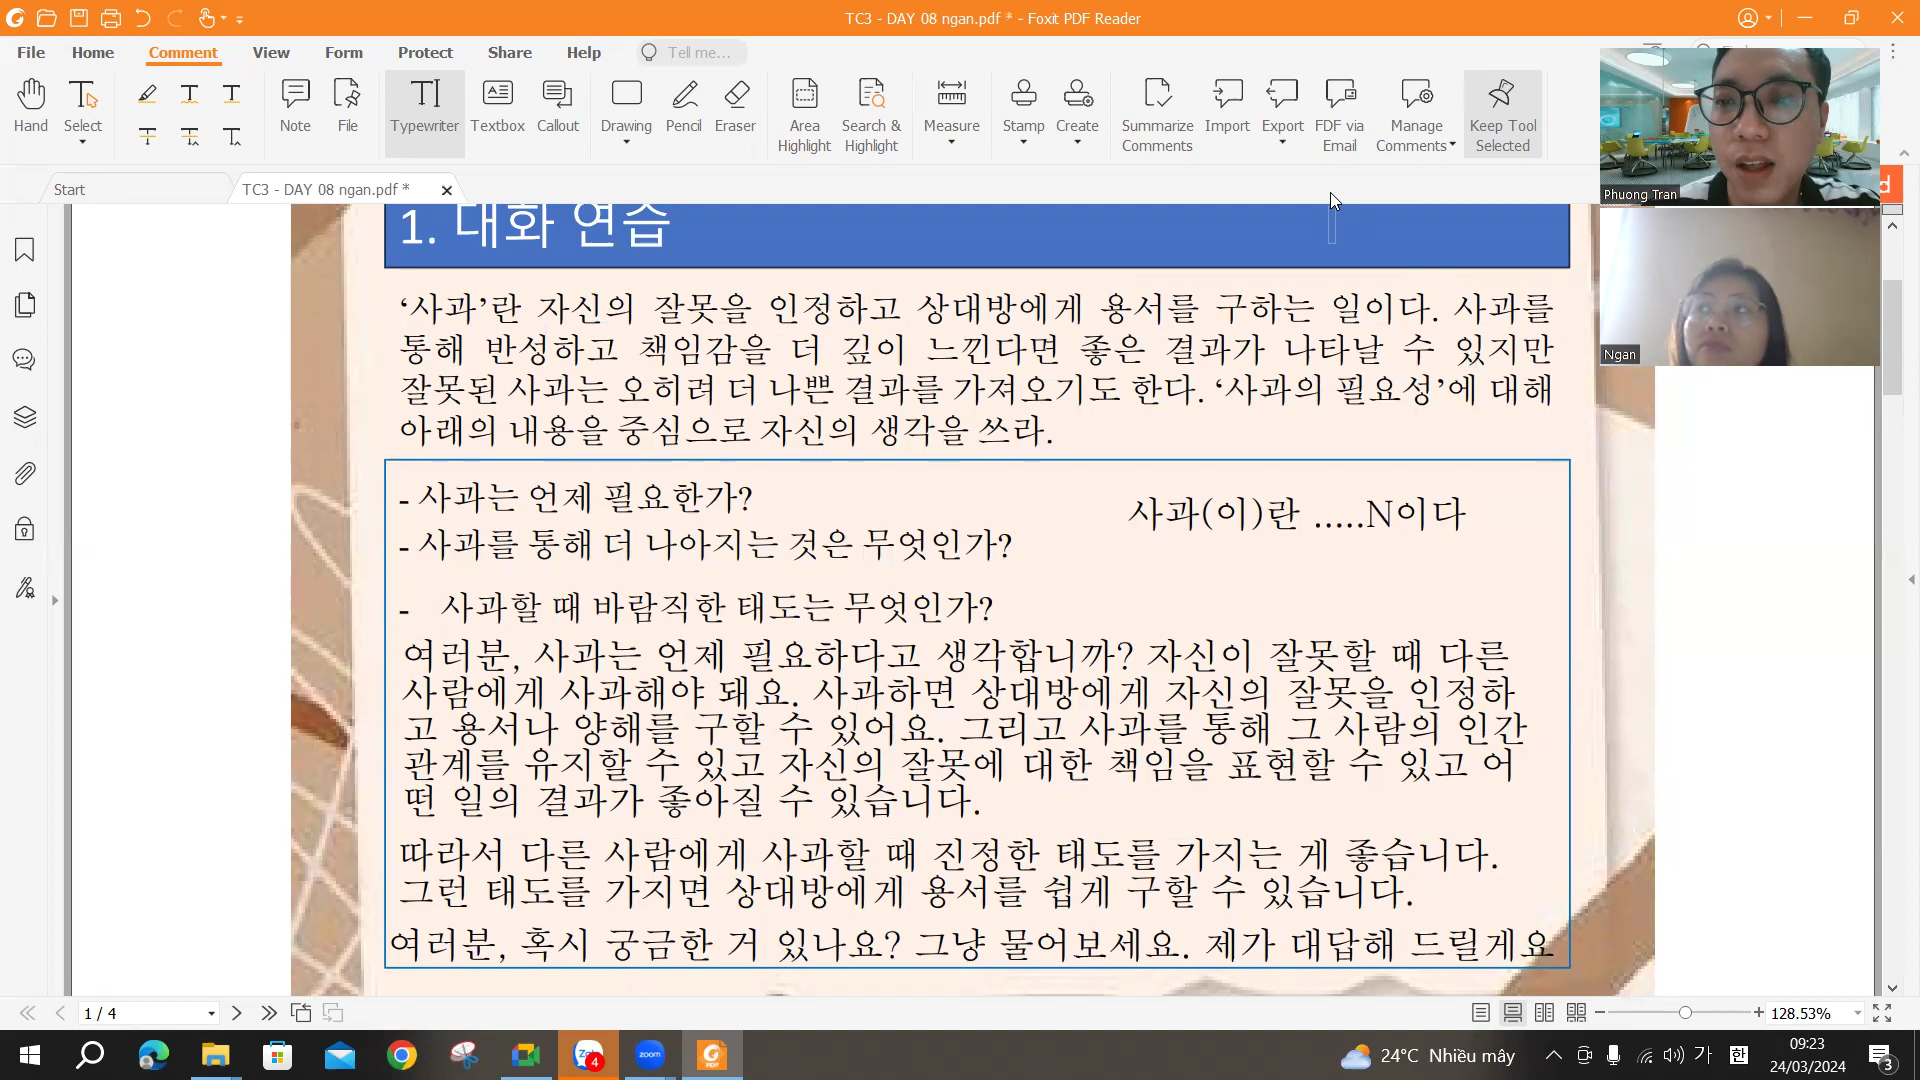 TC3 - DAY 08 ngan.pdf * - Foxit PDF Reader
File Home Comment View Form Protect Share Help Tell me...
Hand Select Note File Typewriter Textbox Callout Drawing Pencil Eraser Area Highlight Search & Highlight Measure Stamp Create Summarize Comments Import Export FDF via Email Manage Comments Keep Tool Selected
Start TC3 - DAY 08 ngan.pdf *
Phuong Tran
Ngan
1. 대화 연습
‘사과’란 자신의 잘못을 인정하고 상대방에게 용서를 구하는 일이다. 사과를
통해 반성하고 책임감을 더 깊이 느낀다면 좋은 결과가 나타날 수 있지만
잘못된 사과는 오히려 더 나쁜 결과를 가져오기도 한다. ‘사과의 필요성’에 대해
아래의 내용을 중심으로 자신의 생각을 쓰라.
- 사과는 언제 필요한가?
사과(이)란 .....N이다
- 사과를 통해 더 나아지는 것은 무엇인가?
- 사과할 때 바람직한 태도는 무엇인가?
여러분, 사과는 언제 필요하다고 생각합니까? 자신이 잘못할 때 다른
사람에게 사과해야 돼요. 사과하면 상대방에게 자신의 잘못을 인정하
고 용서나 양해를 구할 수 있어요. 그리고 사과를 통해 그 사람의 인간
관계를 유지할 수 있고 자신의 잘못에 대한 책임을 표현할 수 있고 어
떤 일의 결과가 좋아질 수 있습니다.
따라서 다른 사람에게 사과할 때 진정한 태도를 가지는 게 좋습니다.
그런 태도를 가지면 상대방에게 용서를 쉽게 구할 수 있습니다.
여러분, 혹시 궁금한 거 있나요? 그냥 물어보세요. 제가 대답해 드릴게요
1 / 4
128.53%
zoom
4
24°C Nhiều mây
가 한
09:23
24/03/2024
3